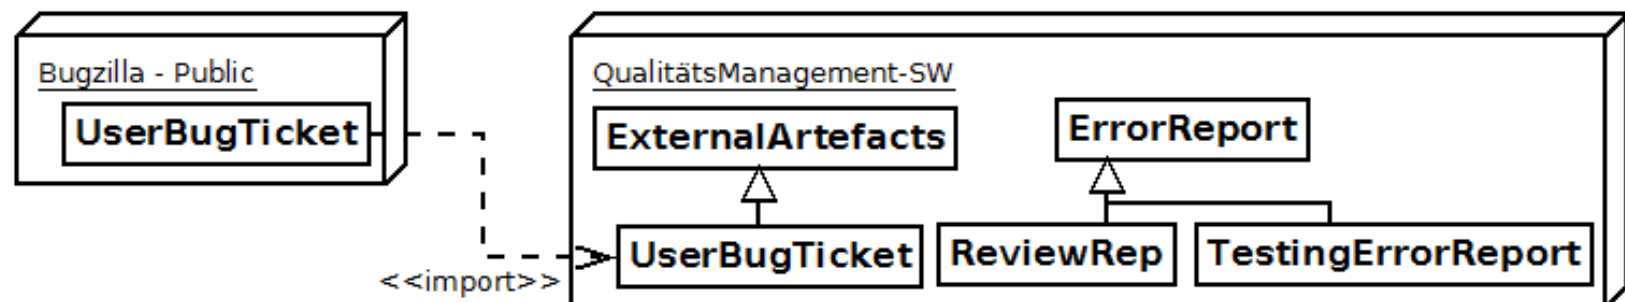 Bugzilla - Public
UserBugTicket
<<import>>
QualitätsManagement-SW
ExternalArtefacts
ErrorReport
UserBugTicket
ReviewRep
TestingErrorReport